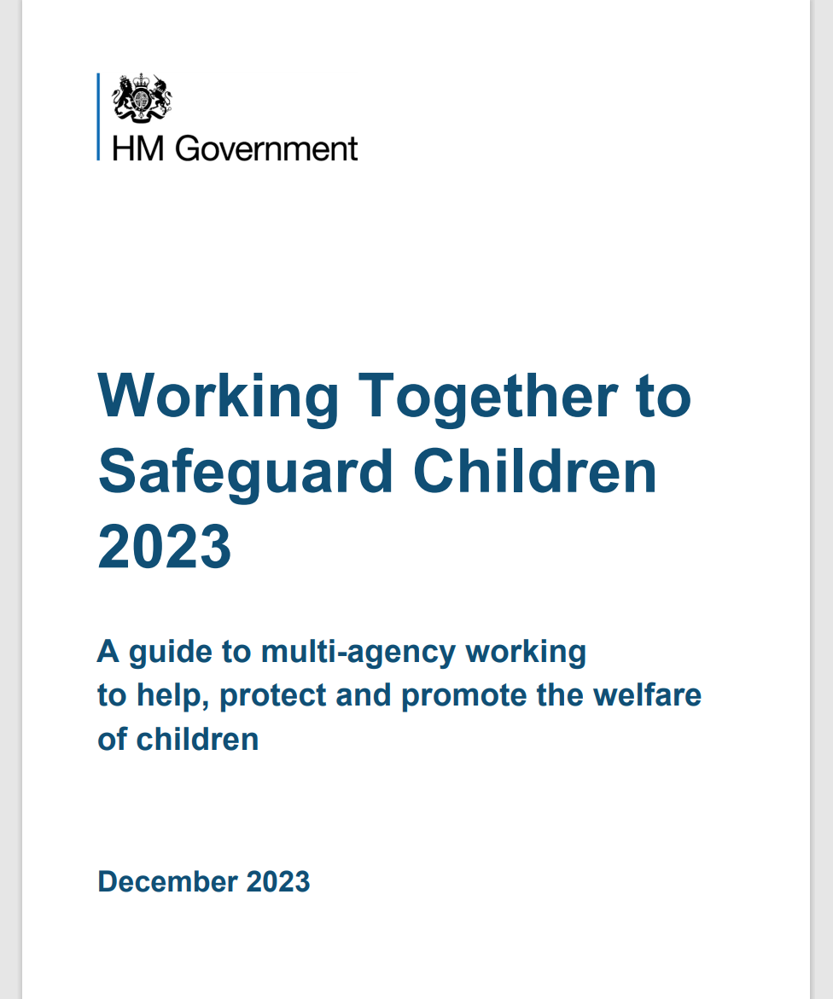 HM Government
Working Together to
Safeguard Children
2023
A guide to multi-agency working
to help, protect and promote the welfare
of children
December 2023